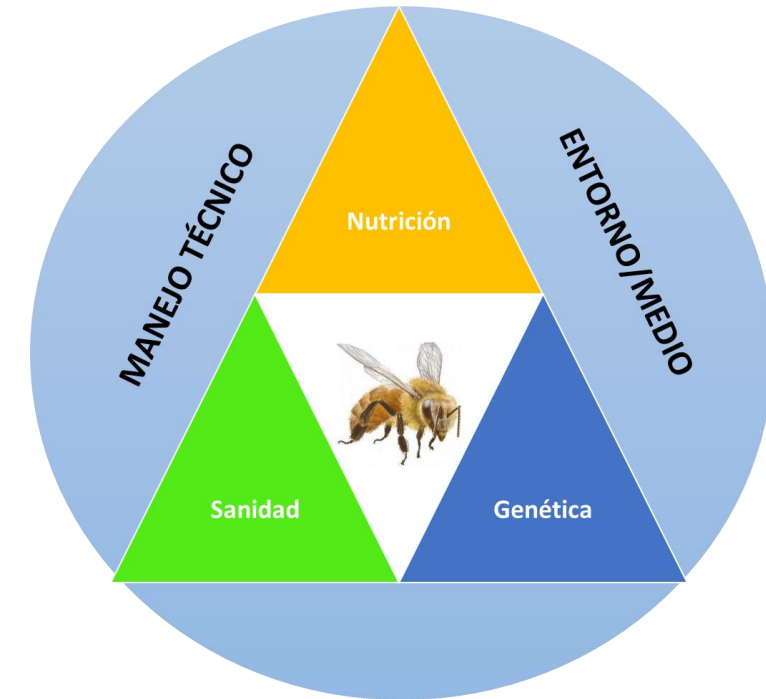 MANEJO TÉCNICO
ENTORNO/MEDIO
Nutrición
Sanidad
Genética